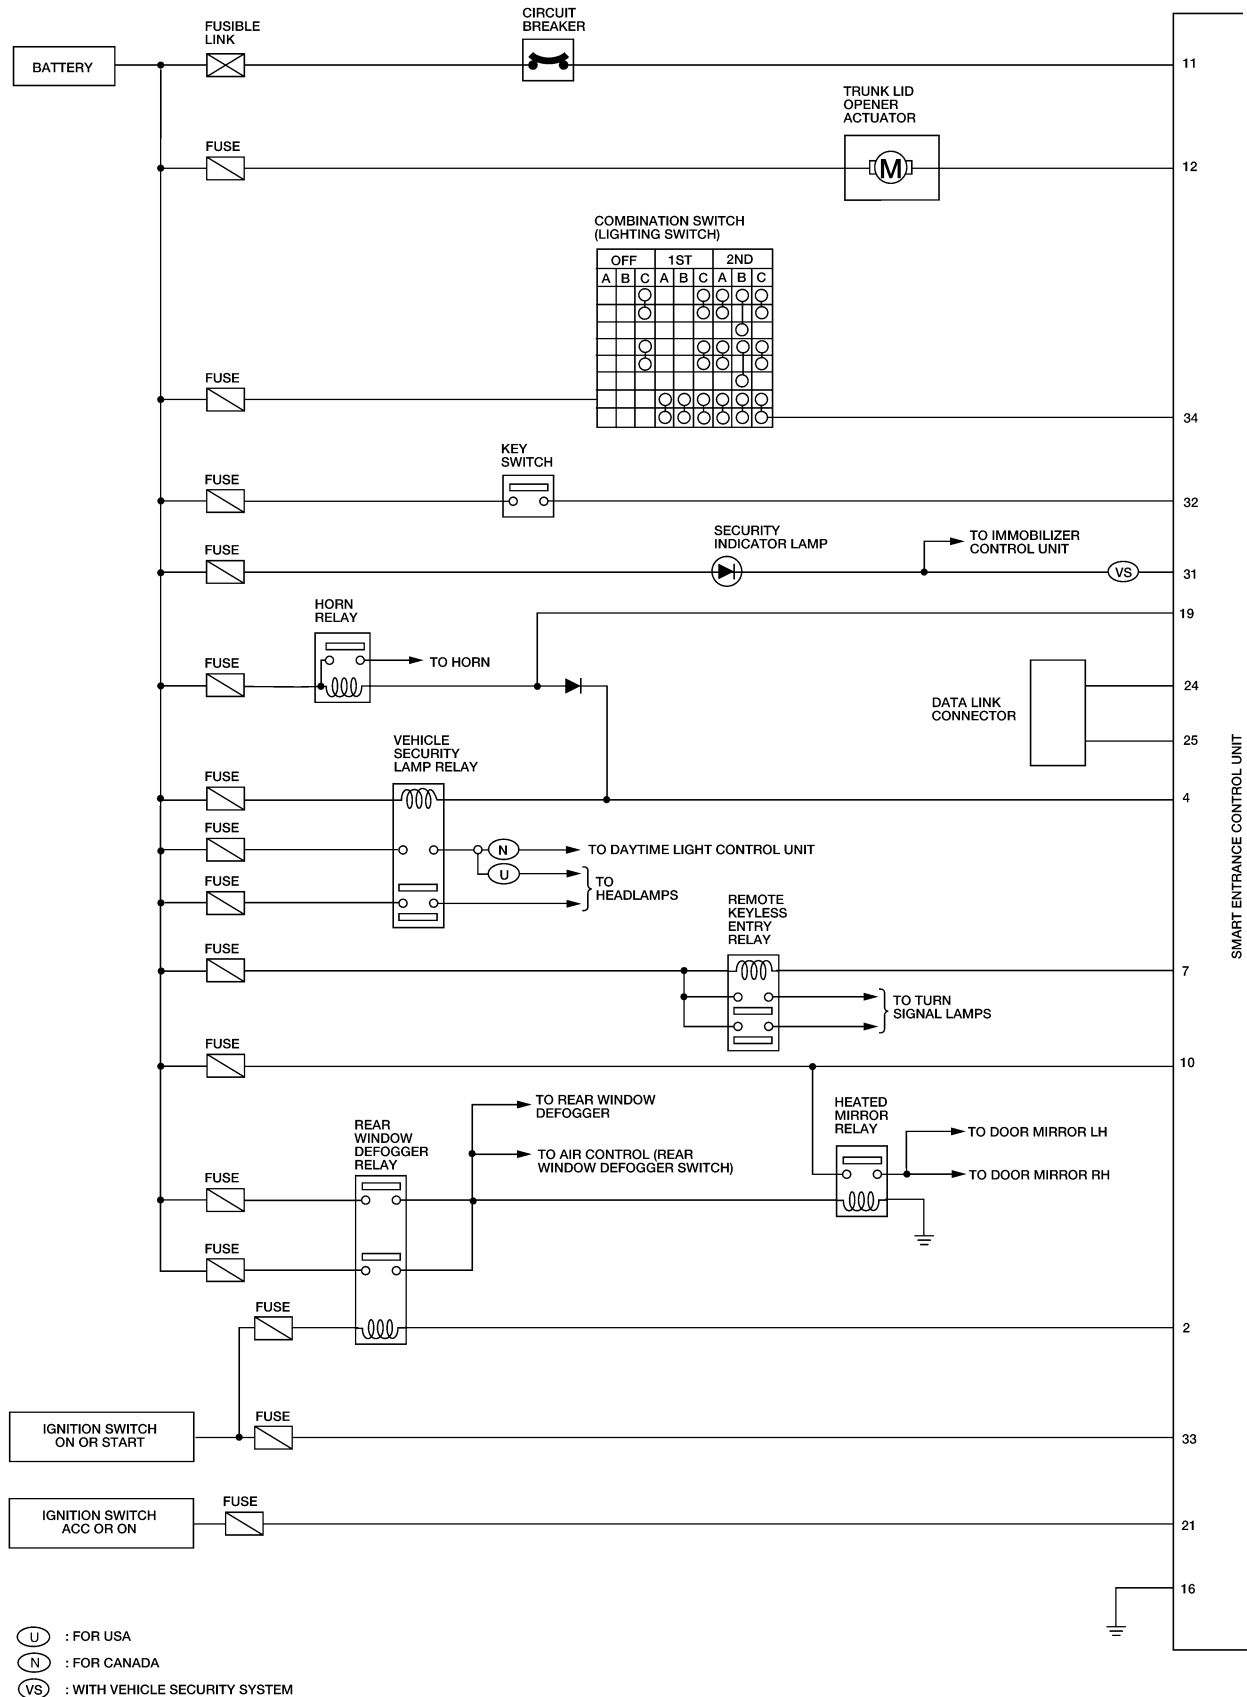 CIRCUIT
BREAKER
FUSIBLE
LINK
BATTERY
11
TRUNK LID
OPENER
ACTUATOR
FUSE
M
12
COMBINATION SWITCH
(LIGHTING SWITCH)
OFF 1ST 2ND
A B C A B C A B C
FUSE
34
KEY
SWITCH
FUSE
32
SECURITY
INDICATOR LAMP
TO IMMOBILIZER
CONTROL UNIT
FUSE
VS
31
HORN
RELAY
19
FUSE
TO HORN
24
DATA LINK
CONNECTOR
25
VEHICLE
SECURITY
LAMP RELAY
FUSE
4
FUSE
N
TO DAYTIME LIGHT CONTROL UNIT
U
TO
HEADLAMPS
FUSE
REMOTE
KEYLESS
ENTRY
RELAY
FUSE
7
TO TURN
SIGNAL LAMPS
FUSE
10
TO REAR WINDOW
DEFOGGER
HEATED
MIRROR
RELAY
REAR
WINDOW
DEFOGGER
RELAY
TO DOOR MIRROR LH
TO AIR CONTROL (REAR
WINDOW DEFOGGER SWITCH)
TO DOOR MIRROR RH
FUSE
FUSE
FUSE
2
IGNITION SWITCH
ON OR START
FUSE
33
IGNITION SWITCH
ACC OR ON
FUSE
21
16
SMART ENTRANCE CONTROL UNIT
U : FOR USA
N : FOR CANADA
VS : WITH VEHICLE SECURITY SYSTEM